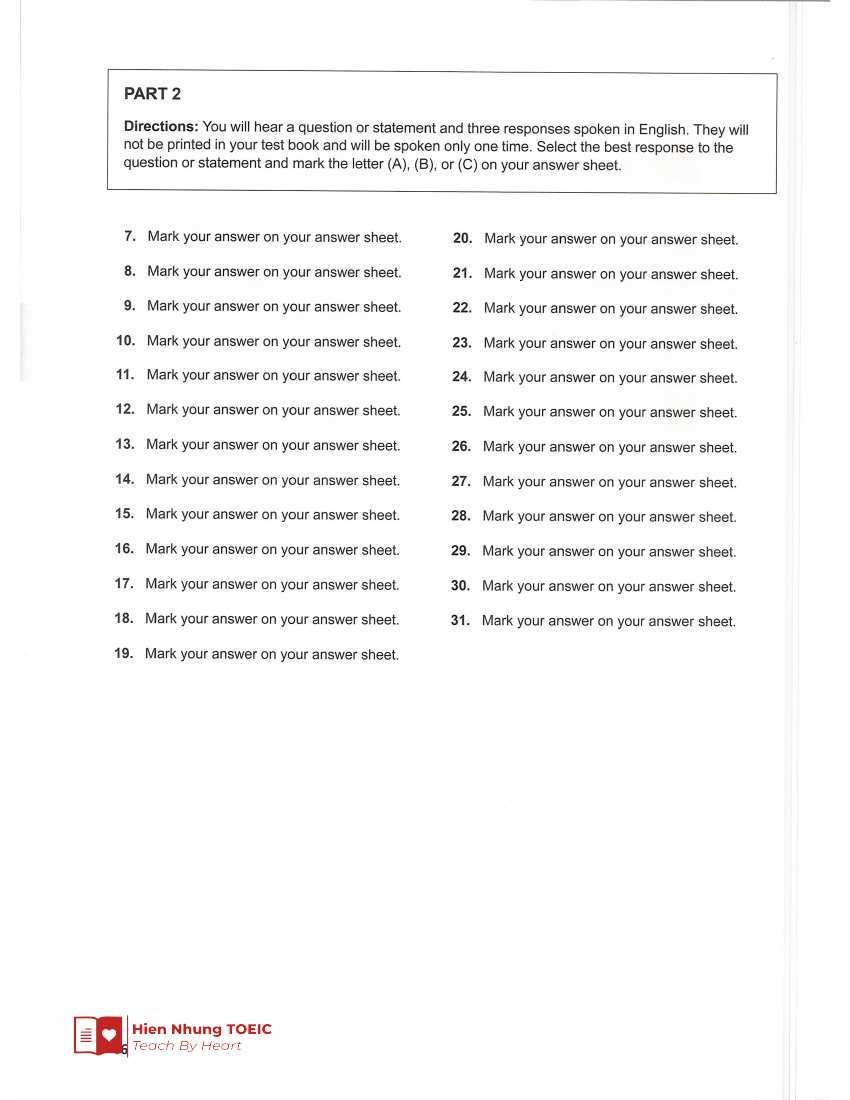 PART 2
Directions: You will hear a question or statement and three responses spoken in English. They will
not be printed in your test book and will be spoken only one time. Select the best response to the
question or statement and mark the letter (A), (B), or (C) on your answer sheet.
7. Mark your answer on your answer sheet.
8. Mark your answer on your answer sheet.
9. Mark your answer on your answer sheet.
10. Mark your answer on your answer sheet.
11. Mark your answer on your answer sheet.
12. Mark your answer on your answer sheet.
13. Mark your answer on your answer sheet.
14. Mark your answer on your answer sheet.
15. Mark your answer on your answer sheet.
16. Mark your answer on your answer sheet.
17. Mark your answer on your answer sheet.
18. Mark your answer on your answer sheet.
19. Mark your answer on your answer sheet.
20. Mark your answer on your answer sheet.
21. Mark your answer on your answer sheet.
22. Mark your answer on your answer sheet.
23. Mark your answer on your answer sheet.
24. Mark your answer on your answer sheet.
25. Mark your answer on your answer sheet.
26. Mark your answer on your answer sheet.
27. Mark your answer on your answer sheet.
28. Mark your answer on your answer sheet.
29. Mark your answer on your answer sheet.
30. Mark your answer on your answer sheet.
31. Mark your answer on your answer sheet.
Hien Nhung TOEIC
Teach By Heart